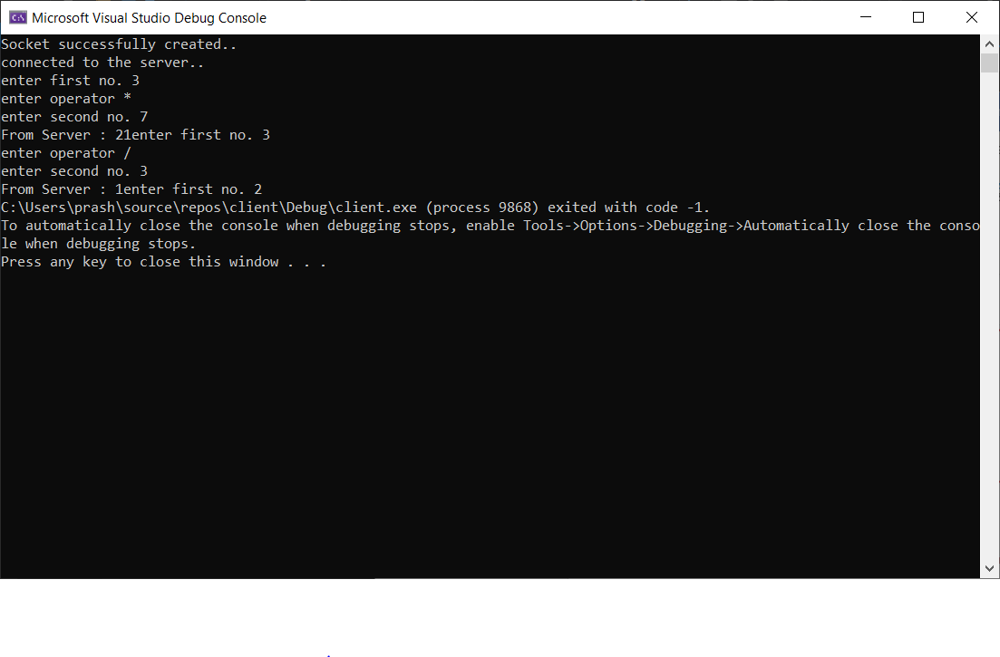 Microsoft Visual Studio Debug Console
Socket successfully created..
connected to the server..
enter first no. 3
enter operator *
enter second no. 7
From Server : 21enter first no. 3
enter operator /
enter second no. 3
From Server : 1enter first no. 2
C:\Users\prash\source\repos\client\Debug\client.exe (process 9868) exited with code -1.
To automatically close the console when debugging stops, enable Tools->Options->Debugging->Automatically close the conso
le when debugging stops.
Press any key to close this window . . .